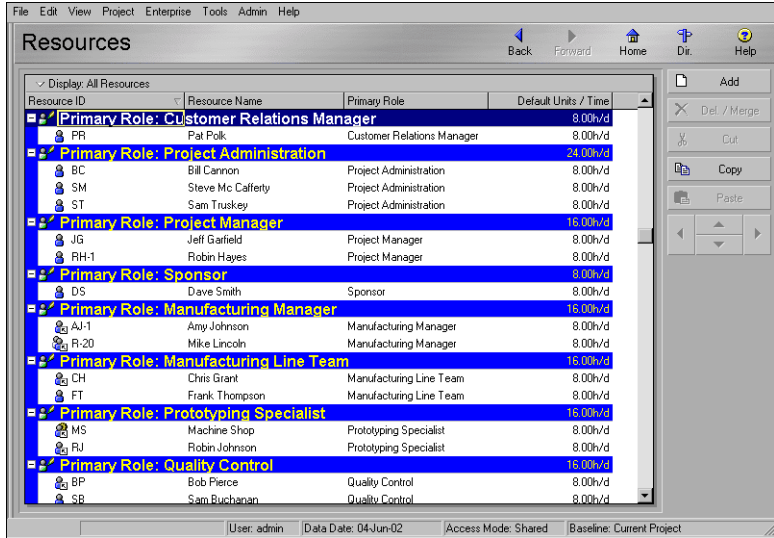 File Edit View Project Enterprise Tools Admin Help
Resources Back Forward Home Dir. Help
Display: All Resources Add
Resource ID Resource Name Primary Role Default Units / Time
Primary Role: Customer Relations Manager 8.00h/d Del. / Merge
PR Pat Polk Customer Relations Manager 8.00h/d Cut
Primary Role: Project Administration 24.00h/d
BC Bill Cannon Project Administration 8.00h/d Copy
SM Steve Mc Cafferty Project Administration 8.00h/d
ST Sam Truskey Project Administration 8.00h/d Paste
Primary Role: Project Manager 16.00h/d
JG Jeff Garfield Project Manager 8.00h/d
RH-1 Robin Hayes Project Manager 8.00h/d
Primary Role: Sponsor 8.00h/d
DS Dave Smith Sponsor 8.00h/d
Primary Role: Manufacturing Manager 16.00h/d
AJ-1 Amy Johnson Manufacturing Manager 8.00h/d
R-20 Mike Lincoln Manufacturing Manager 8.00h/d
Primary Role: Manufacturing Line Team 16.00h/d
CH Chris Grant Manufacturing Line Team 8.00h/d
FT Frank Thompson Manufacturing Line Team 8.00h/d
Primary Role: Prototyping Specialist 16.00h/d
MS Machine Shop Prototyping Specialist 8.00h/d
RJ Robin Johnson Prototyping Specialist 8.00h/d
Primary Role: Quality Control 16.00h/d
BP Bob Pierce Quality Control 8.00h/d
SB Sam Buchanan Quality Control 8.00h/d
User: admin Data Date: 04-Jun-02 Access Mode: Shared Baseline: Current Project